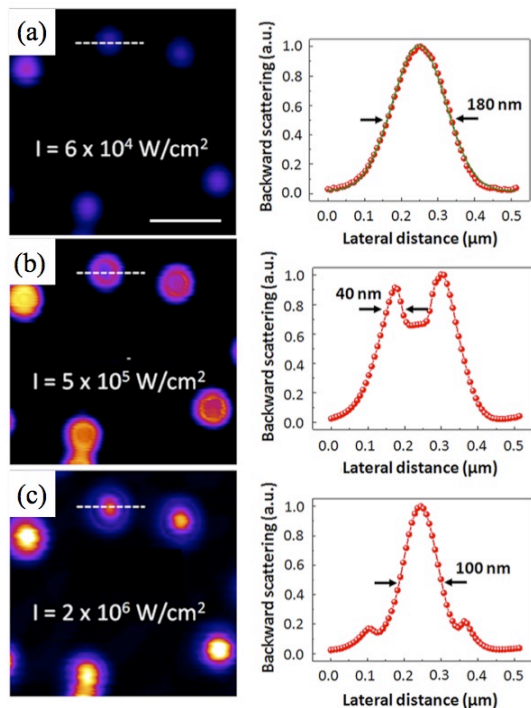 (a)
I = 6 x 10⁴ W/cm²
Backward scattering (a.u.)
1.0
0.8
0.6
0.4
0.2
0.0
180 nm
0.0 0.1 0.2 0.3 0.4 0.5
Lateral distance (µm)
(b)
I = 5 x 10⁵ W/cm²
Backward scattering (a.u.)
1.0
0.8
0.6
0.4
0.2
0.0
40 nm
0.0 0.1 0.2 0.3 0.4 0.5
Lateral distance (µm)
(c)
I = 2 x 10⁶ W/cm²
Backward scattering (a.u.)
1.0
0.8
0.6
0.4
0.2
0.0
100 nm
0.0 0.1 0.2 0.3 0.4 0.5
Lateral distance (µm)